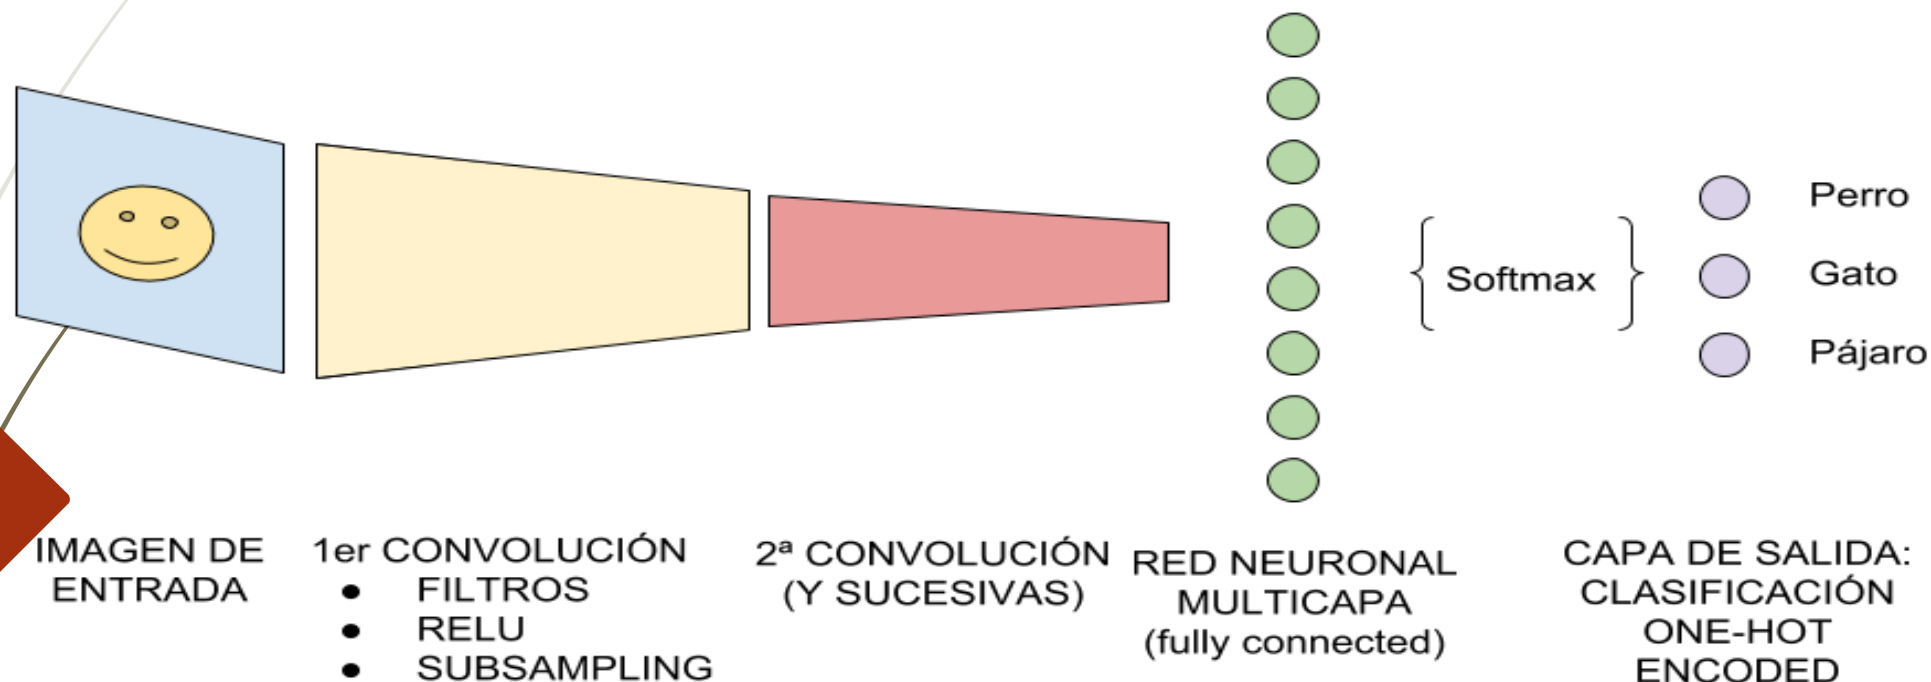 Softmax
Perro
Gato
Pájaro
IMAGEN DE
ENTRADA
1er CONVOLUCIÓN
● FILTROS
● RELU
● SUBSAMPLING
2ª CONVOLUCIÓN
(Y SUCESIVAS)
RED NEURONAL
MULTICAPA
(fully connected)
CAPA DE SALIDA:
CLASIFICACIÓN
ONE-HOT
ENCODED